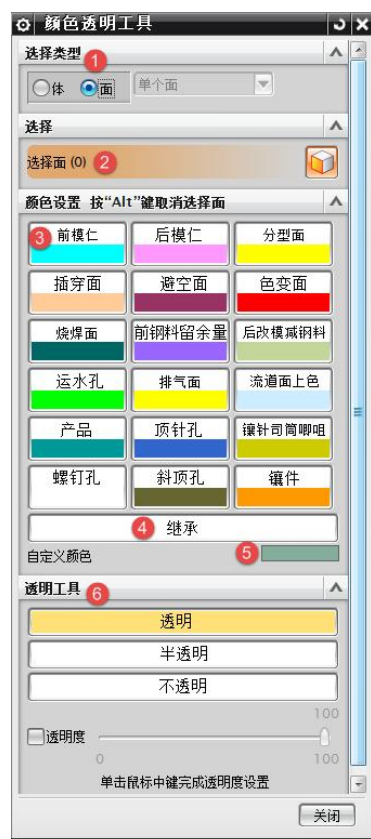 颜色透明工具
选择类型 1
体 面 单个面
选择
选择面 (0) 2
颜色设置 按“Alt”键取消选择面
3 前模仁 后模仁 分型面
插穿面 避空面 色变面
烧焊面 前钢料留余量 后改模减钢料
运水孔 排气面 流道面上色
产品 顶针孔 镶针司筒唧咀
螺钉孔 斜顶孔 镶件
4 继承
自定义颜色 5
透明工具 6
透明
半透明
不透明
100
透明度
0 100
单击鼠标中键完成透明度设置
关闭